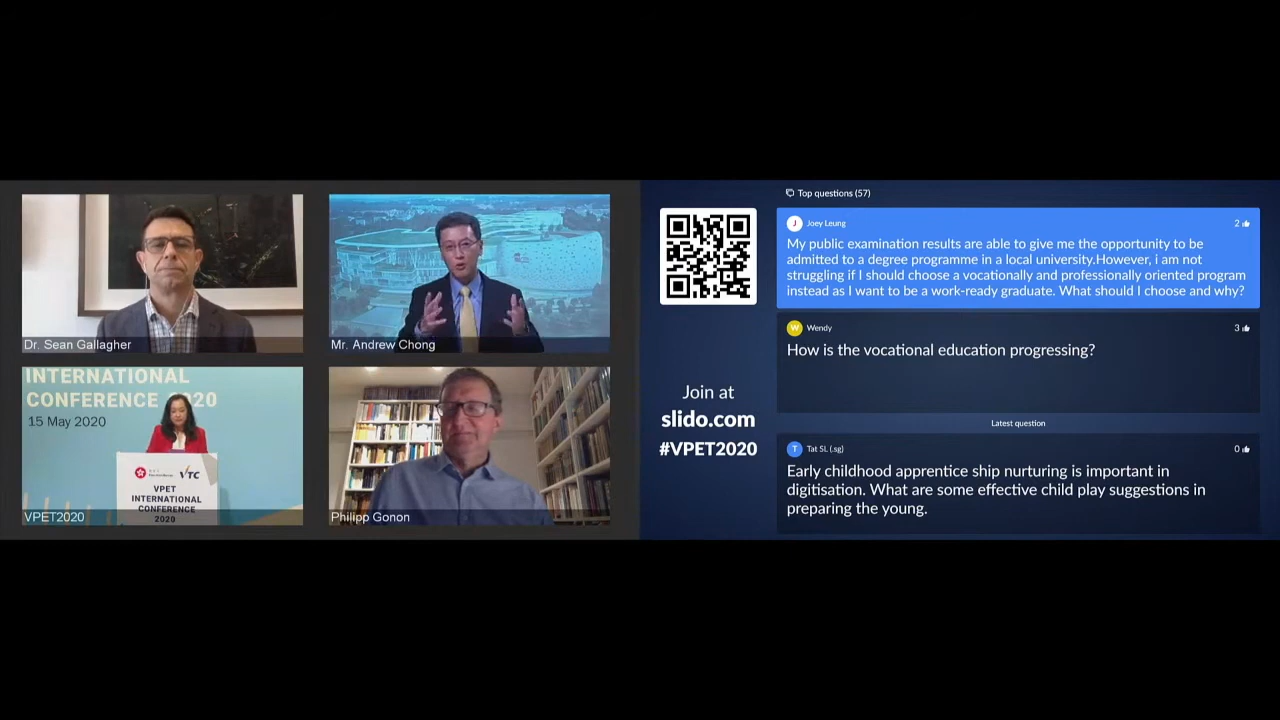 Dr. Sean Gallagher
Mr. Andrew Chong
INTERNATIONAL
CONFERENCE 2020
15 May 2020
VTC
VPET
INTERNATIONAL
CONFERENCE
2020
VPET2020
Philipp Gonon
Join at
slido.com
#VPET2020
Top questions (57)
J
Joey Leung
2
My public examination results are able to give me the opportunity to be
admitted to a degree programme in a local university.However, i am not
struggling if I should choose a vocationally and professionally oriented program
instead as I want to be a work-ready graduate. What should I choose and why?
W
Wendy
3
How is the vocational education progressing?
Latest question
T
Tat SL (.sg)
0
Early childhood apprentice ship nurturing is important in
digitisation. What are some effective child play suggestions in
preparing the young.